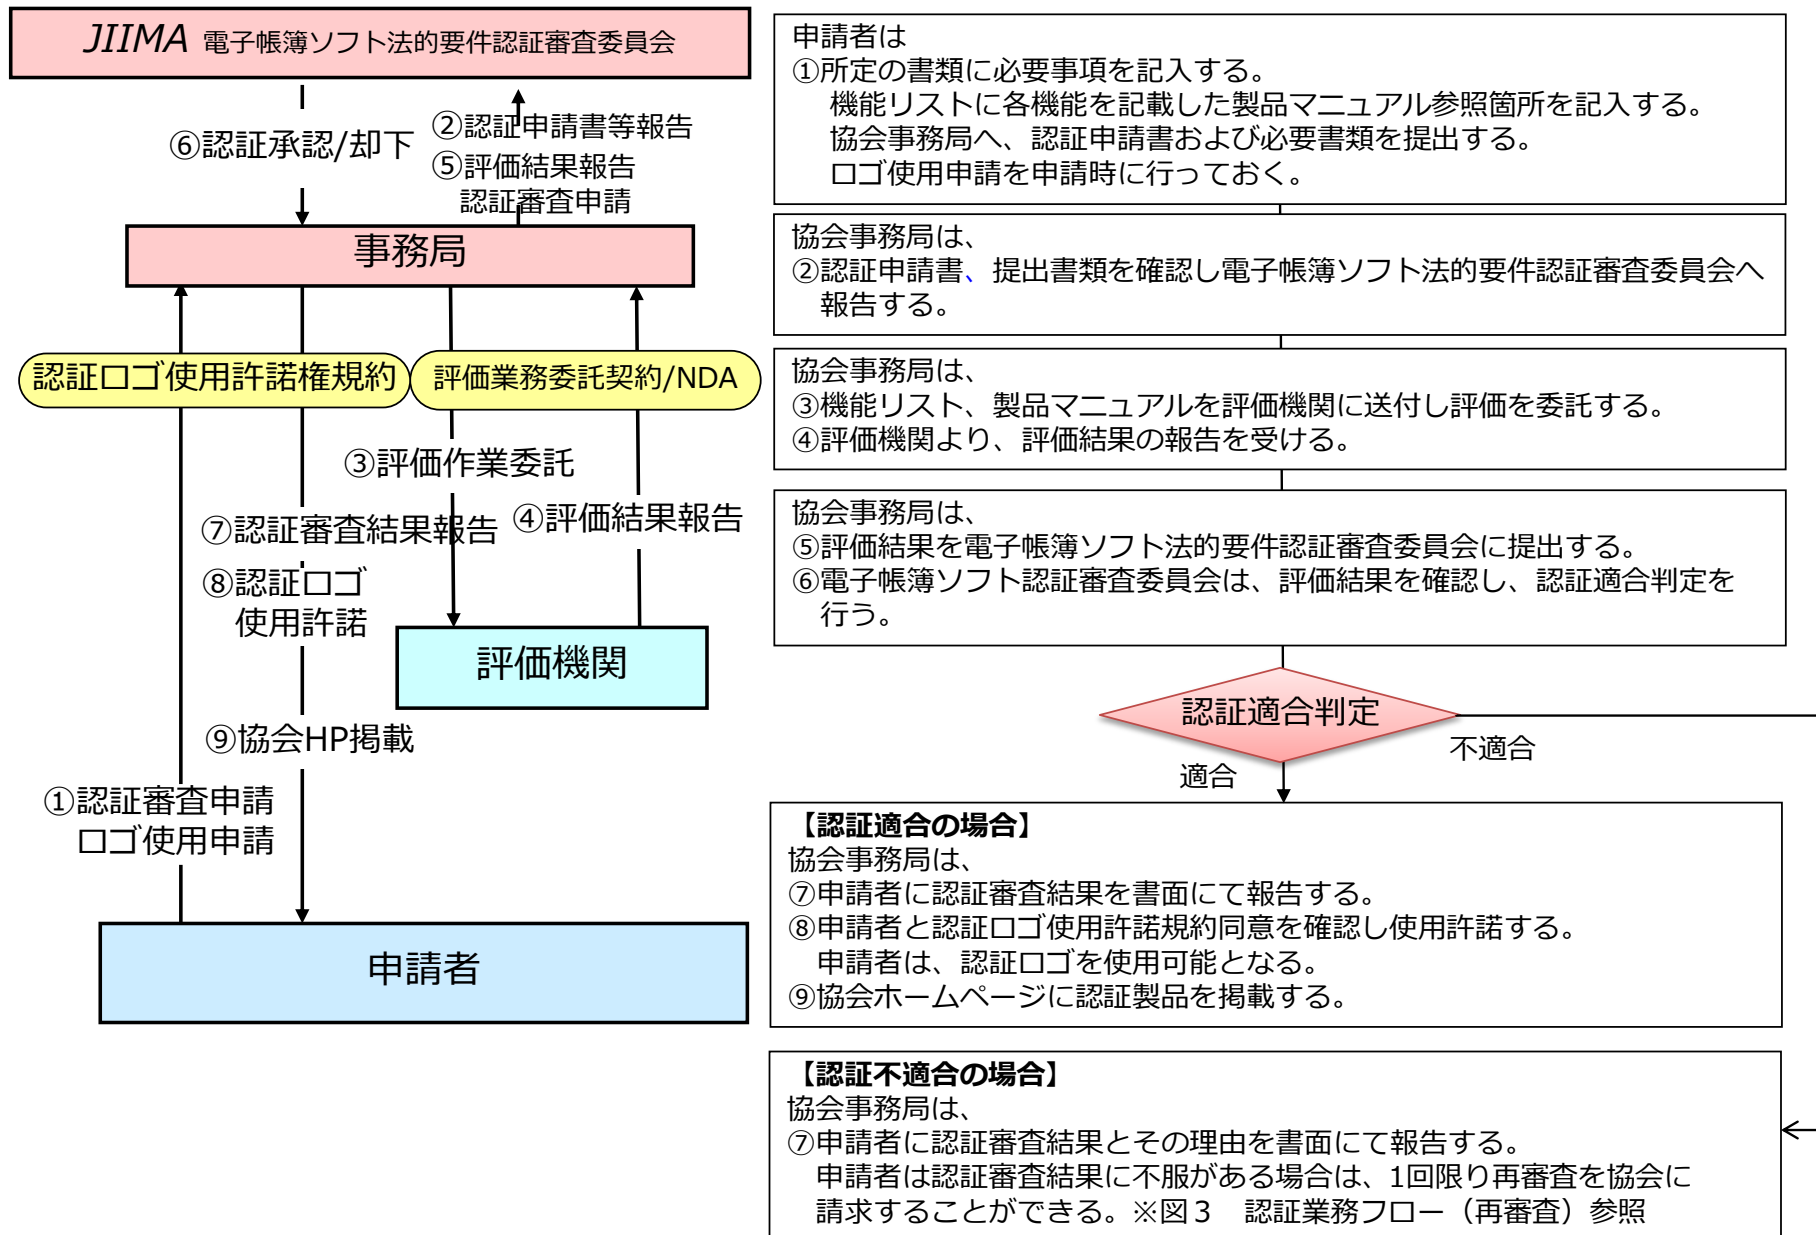 JIIMA 電子帳簿ソフト法的要件認証審査委員会
⑥認証承認/却下
②認証申請書等報告
⑤評価結果報告
認証審査申請
事務局
認証ロゴ使用許諾権規約
評価業務委託契約/NDA
③評価作業委託
⑦認証審査結果報告
④評価結果報告
⑧認証ロゴ
使用許諾
評価機関
⑨協会HP掲載
①認証審査申請
ロゴ使用申請
申請者
申請者は
①所定の書類に必要事項を記入する。
機能リストに各機能を記載した製品マニュアル参照箇所を記入する。
協会事務局へ、認証申請書および必要書類を提出する。
ロゴ使用申請を申請時に行っておく。
協会事務局は、
②認証申請書、提出書類を確認し電子帳簿ソフト法的要件認証審査委員会へ
報告する。
協会事務局は、
③機能リスト、製品マニュアルを評価機関に送付し評価を委託する。
④評価機関より、評価結果の報告を受ける。
協会事務局は、
⑤評価結果を電子帳簿ソフト法的要件認証審査委員会に提出する。
⑥電子帳簿ソフト認証審査委員会は、評価結果を確認し、認証適合判定を
行う。
認証適合判定
不適合
適合
【認証適合の場合】
協会事務局は、
⑦申請者に認証審査結果を書面にて報告する。
⑧申請者と認証ロゴ使用許諾規約同意を確認し使用許諾する。
申請者は、認証ロゴを使用可能となる。
⑨協会ホームページに認証製品を掲載する。
【認証不適合の場合】
協会事務局は、
⑦申請者に認証審査結果とその理由を書面にて報告する。
申請者は認証審査結果に不服がある場合は、1回限り再審査を協会に
請求することができる。※図３　認証業務フロー（再審査）参照